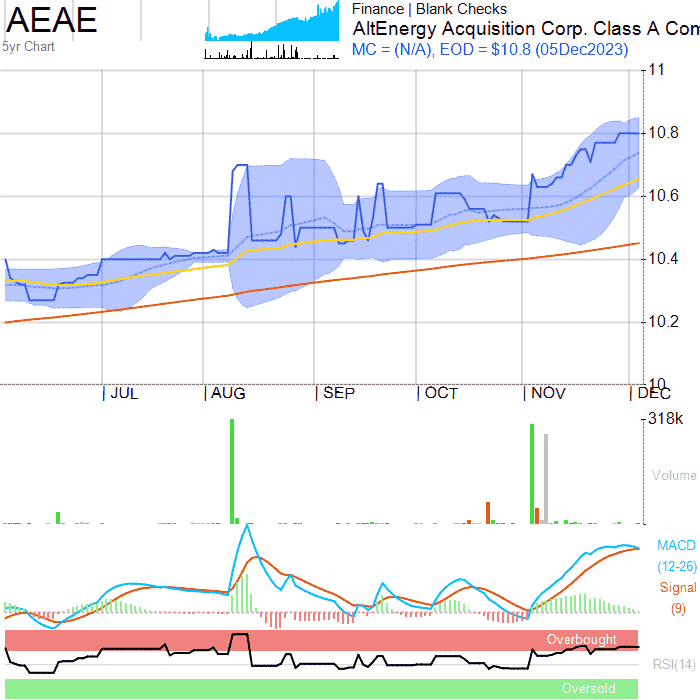 AEAE
5yr Chart
Finance | Blank Checks
AltEnergy Acquisition Corp. Class A Com
MC = (N/A), EOD = $10.8 (05Dec2023)
11
10.8
10.6
10.4
10.2
10
| JUL | AUG | SEP | OCT | NOV | DEC
318k
Volume
MACD
(12-26)
Signal
(9)
Overbought
RSI(14)
Oversold